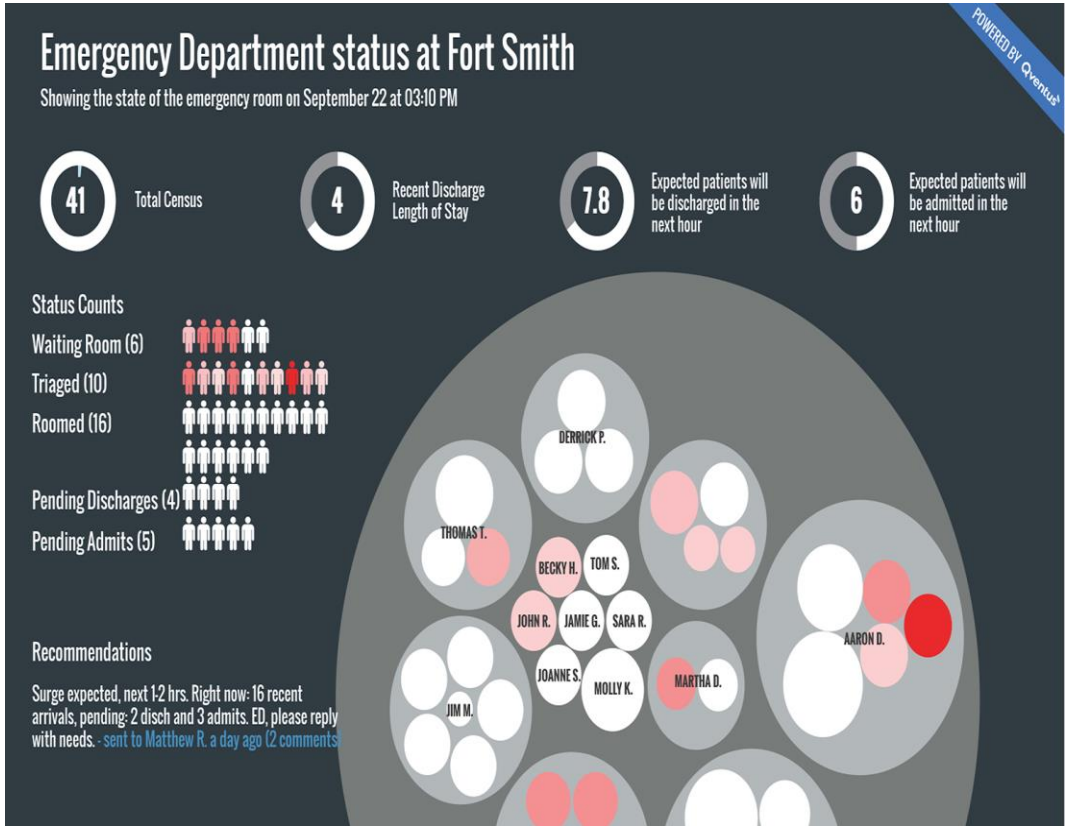 Emergency Department status at Fort Smith
Showing the state of the emergency room on September 22 at 03:10 PM
POWERED BY Qventus
41
Total Census
4
Recent Discharge
Length of Stay
7.8
Expected patients will
be discharged in the
next hour
6
Expected patients will
be admitted in the
next hour
Status Counts
Waiting Room (6)
Triaged (10)
Roomed (16)
Pending Discharges (4)
Pending Admits (5)
Recommendations
Surge expected, next 1-2 hrs. Right now: 16 recent
arrivals, pending: 2 disch and 3 admits. ED, please reply
with needs. - sent to Matthew R. a day ago (2 comments)
DERRICK P.
THOMAS T.
BECKY H.
TOM S.
JOHN R.
JAMIE G.
SARA R.
AARON D.
JOANNE S.
MOLLY K.
MARTHA D.
JIM M.